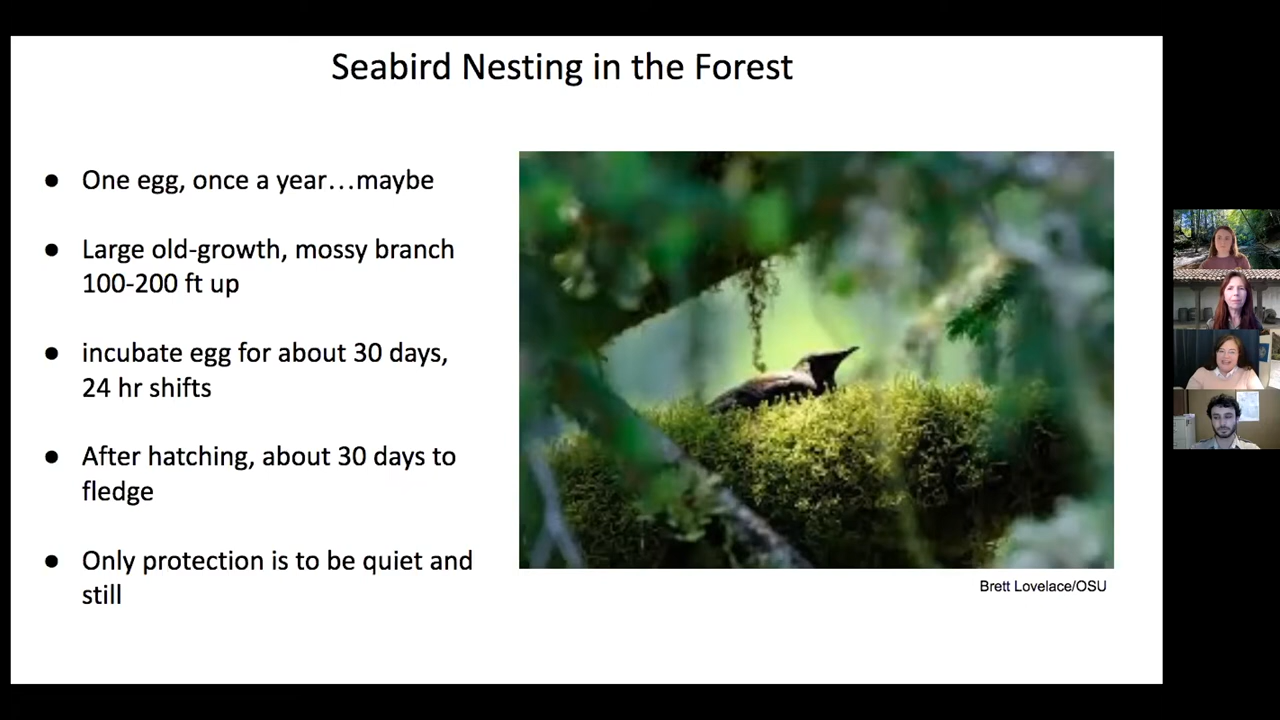 Seabird Nesting in the Forest
● One egg, once a year…maybe
● Large old-growth, mossy branch
100-200 ft up
● incubate egg for about 30 days,
24 hr shifts
● After hatching, about 30 days to
fledge
● Only protection is to be quiet and
still
Brett Lovelace/OSU